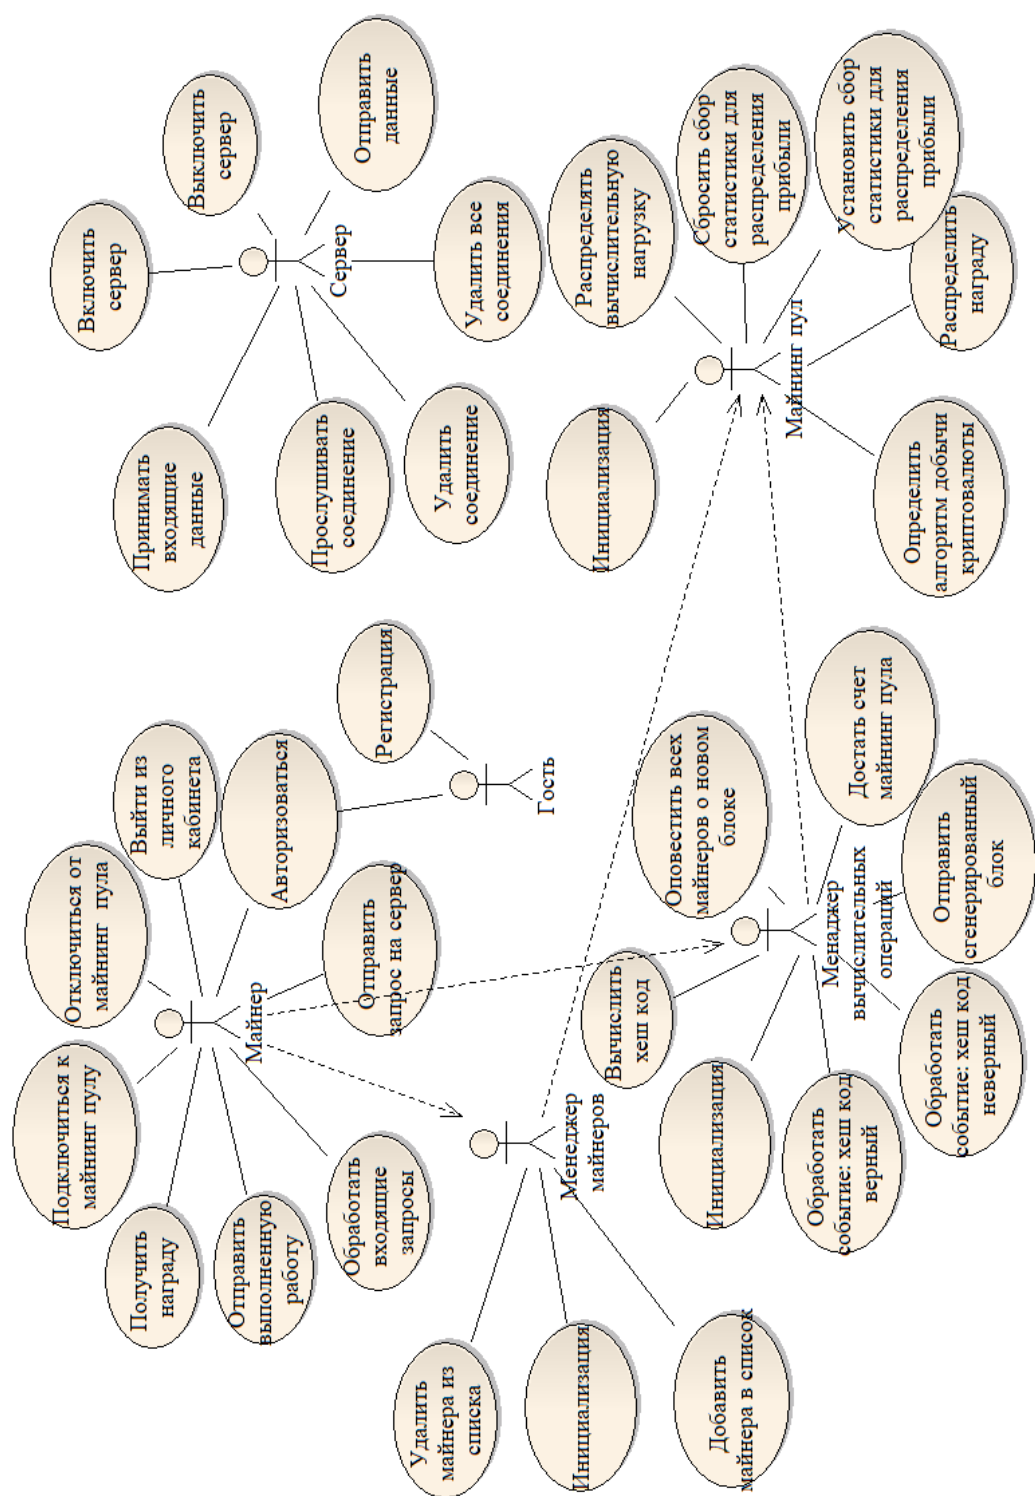 Подключиться к
майнинг пулу
Отключиться от
майнинг пула
Выйти из
личного
кабинета
Авторизоваться
Отправить
запрос на сервер
Получить
награду
Отправить
выполненную
работу
Обработать
входящие
запросы
Майнер
Регистрация
Гость
Включить
сервер
Выключить
сервер
Отправить
данные
Принимать
входящие
данные
Прослушивать
соединение
Удалить
соединение
Удалить все
соединения
Сервер
Удалить
майнера из
списка
Инициализация
Добавить
майнера в список
Менеджер
майнеров
Вычислить
хеш код
Оповестить всех
майнеров о новом
блоке
Инициализация
Обработать
событие: хеш код
верный
Обработать
событие: хеш код
неверный
Отправить
сгенерированный
блок
Достать счет
майнинг пула
Менаджер
вычислительных
операций
Инициализация
Распределять
вычислительную
нагрузку
Сбросить сбор
статистики для
распределения
прибыли
Установить сбор
статистики для
распределения
прибыли
Распределить
награду
Определить
алгоритм добычи
криптовалюты
Майнинг пул